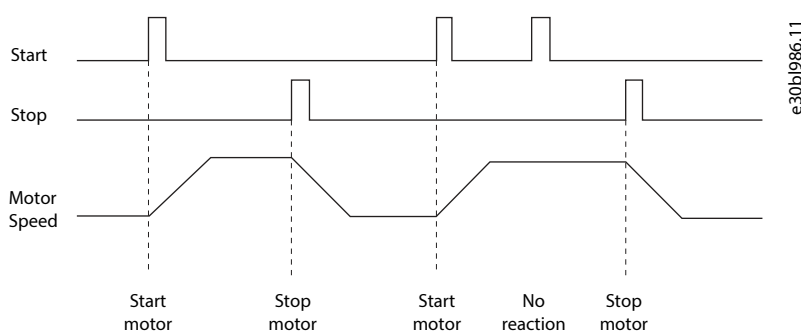 Start
Stop
Motor
Speed
Start
motor
Stop
motor
Start
motor
No
reaction
Stop
motor
e30bl986.11